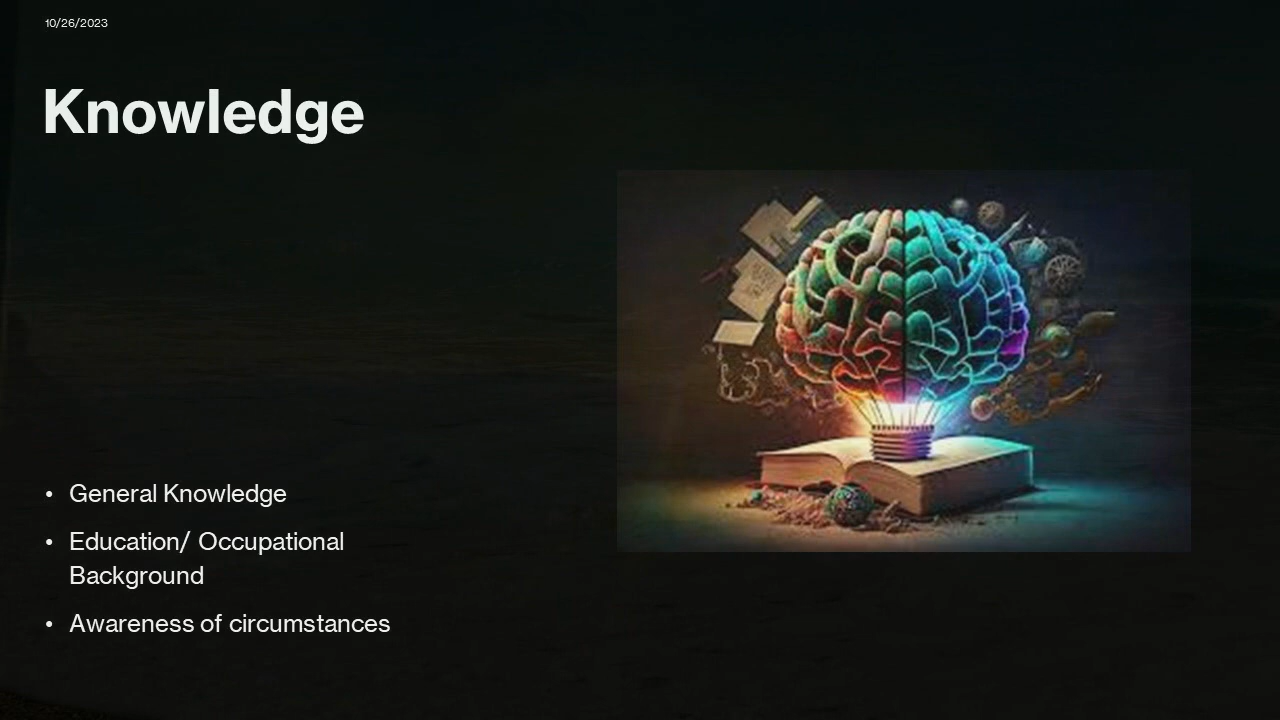 10/26/2023
Knowledge
• General Knowledge
• Education/ Occupational
Background
• Awareness of circumstances